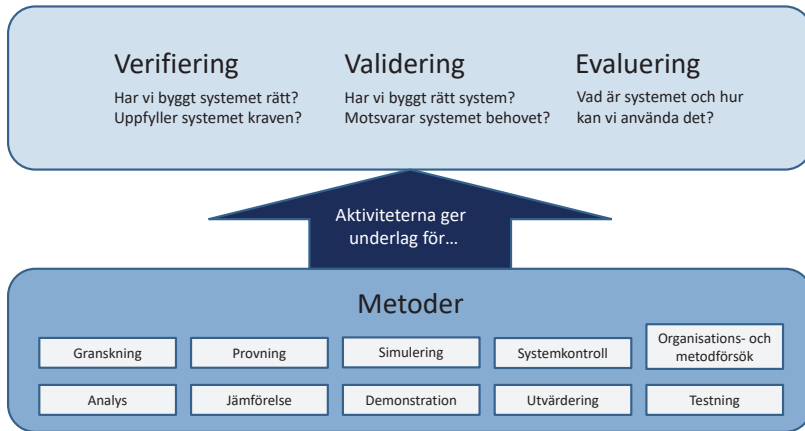 Verifiering
Har vi byggt systemet rätt?
Uppfyller systemet kraven?
Validering
Har vi byggt rätt system?
Motsvarar systemet behovet?
Evaluering
Vad är systemet och hur
kan vi använda det?
Aktiviteterna ger
underlag för...
Metoder
Granskning
Provning
Simulering
Systemkontroll
Organisations- och
metodförsök
Analys
Jämförelse
Demonstration
Utvärdering
Testning